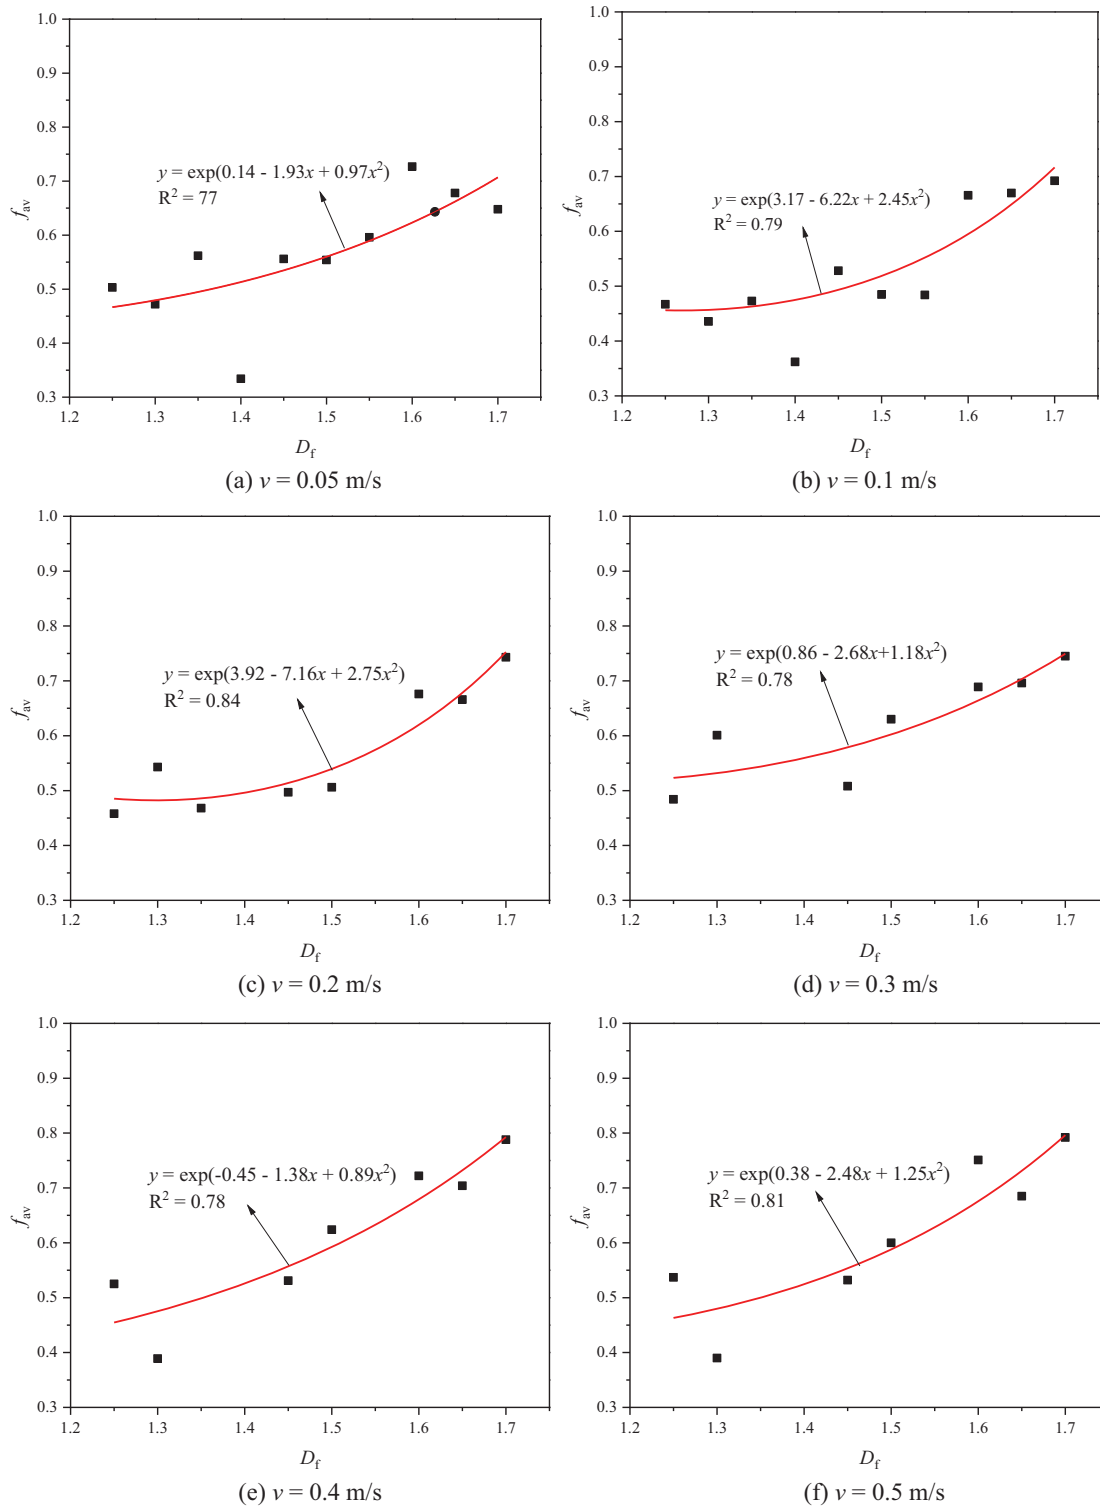 1.0
0.9
0.8
0.7
0.6
0.5
0.4
0.3
f_av
y = exp(0.14 - 1.93x + 0.97x²)
R² = 77
1.2 1.3 1.4 1.5 1.6 1.7
D_f
(a) v = 0.05 m/s
1.0
0.9
0.8
0.7
0.6
0.5
0.4
0.3
f_av
y = exp(3.17 - 6.22x + 2.45x²)
R² = 0.79
1.2 1.3 1.4 1.5 1.6 1.7
D_f
(b) v = 0.1 m/s
1.0
0.9
0.8
0.7
0.6
0.5
0.4
0.3
f_av
y = exp(3.92 - 7.16x + 2.75x²)
R² = 0.84
1.2 1.3 1.4 1.5 1.6 1.7
D_f
(c) v = 0.2 m/s
1.0
0.9
0.8
0.7
0.6
0.5
0.4
0.3
f_av
y = exp(0.86 - 2.68x+1.18x²)
R² = 0.78
1.2 1.3 1.4 1.5 1.6 1.7
D_f
(d) v = 0.3 m/s
1.0
0.9
0.8
0.7
0.6
0.5
0.4
0.3
f_av
y = exp(-0.45 - 1.38x + 0.89x²)
R² = 0.78
1.2 1.3 1.4 1.5 1.6 1.7
D_f
(e) v = 0.4 m/s
1.0
0.9
0.8
0.7
0.6
0.5
0.4
0.3
f_av
y = exp(0.38 - 2.48x + 1.25x²)
R² = 0.81
1.2 1.3 1.4 1.5 1.6 1.7
D_f
(f) v = 0.5 m/s